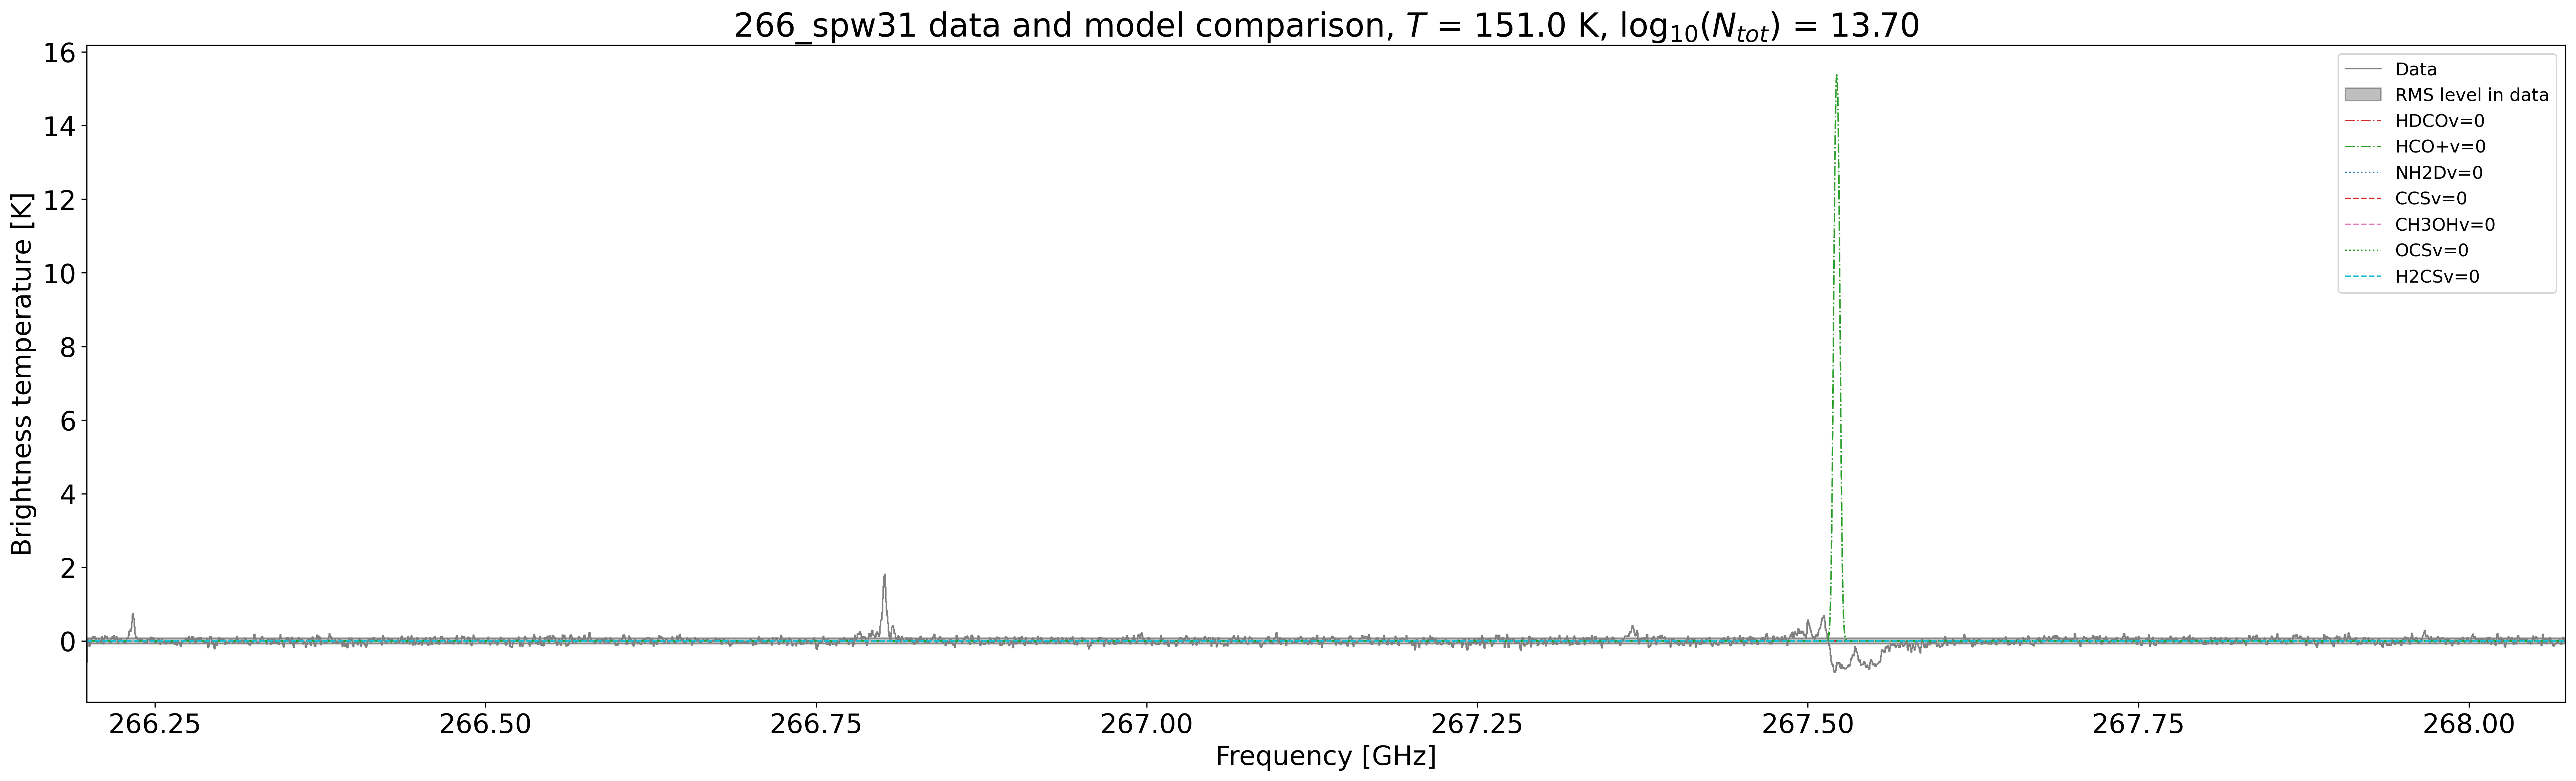 266_spw31 data and model comparison, T = 151.0 K, log10(Ntot) = 13.70
Brightness temperature [K]
16
14
12
10
8
6
4
2
0
Data
RMS level in data
HDCOv=0
HCO+v=0
NH2Dv=0
CCSv=0
CH3OHv=0
OCSv=0
H2CSv=0
266.25 266.50 266.75 267.00 267.25 267.50 267.75 268.00
Frequency [GHz]